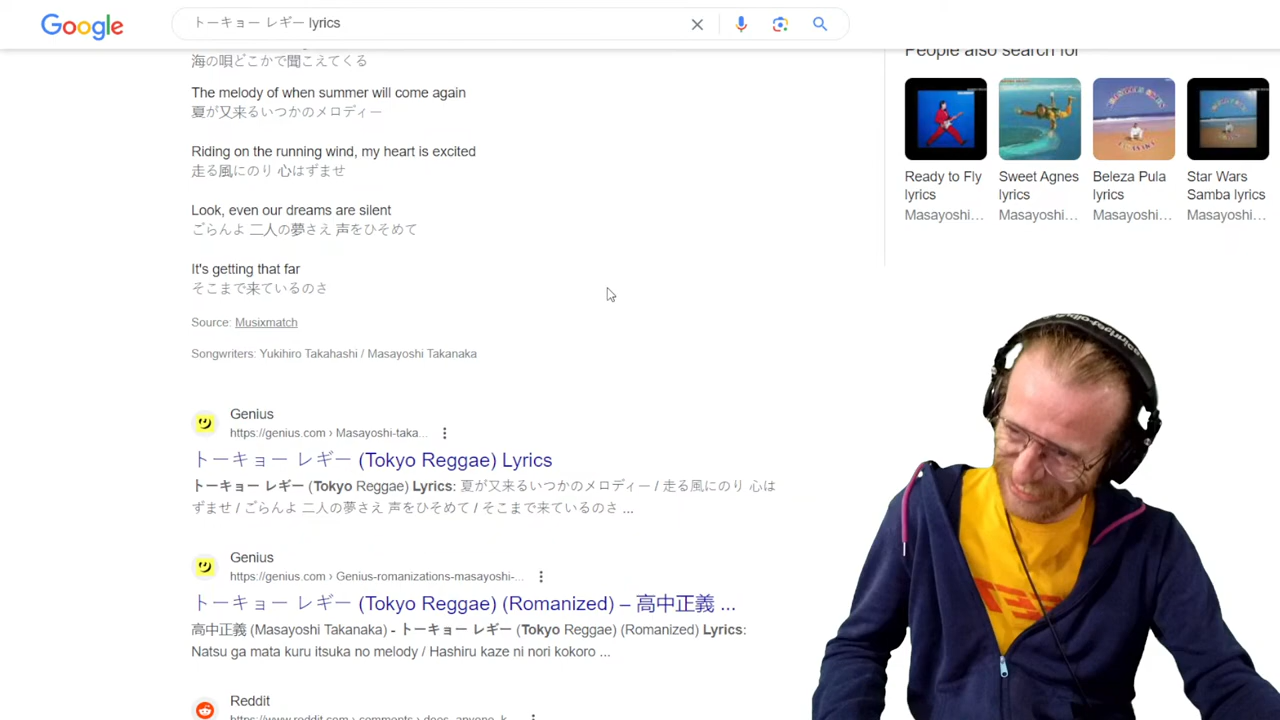 Google
トーキョー レギー lyrics
海の唄どこかで聞こえてくる
The melody of when summer will come again
夏が又来るいつかのメロディー
Riding on the running wind, my heart is excited
走る風にのり 心はずませ
Look, even our dreams are silent
ごらんよ 二人の夢さえ 声をひそめて
It's getting that far
そこまで来ているのさ
Source: Musixmatch
Songwriters: Yukihiro Takahashi / Masayoshi Takanaka
Genius
https://genius.com › Masayoshi-taka...
トーキョー レギー (Tokyo Reggae) Lyrics
トーキョー レギー (Tokyo Reggae) Lyrics: 夏が又来るいつかのメロディー / 走る風にのり 心は
ずませ / ごらんよ 二人の夢さえ 声をひそめて / そこまで来ているのさ ...
Genius
https://genius.com › Genius-romanizations-masayoshi-...
トーキョー レギー (Tokyo Reggae) (Romanized) – 高中正義 ...
高中正義 (Masayoshi Takanaka) - トーキョー レギー (Tokyo Reggae) (Romanized) Lyrics:
Natsu ga mata kuru itsuka no melody / Hashiru kaze ni nori kokoro ...
Reddit
https://www.reddit.com › comments › does_anyone_k...
People also search for
Ready to Fly
lyrics
Masayoshi...
Sweet Agnes
lyrics
Masayoshi...
Beleza Pula
lyrics
Masayoshi...
Star Wars
Samba lyrics
Masayoshi...